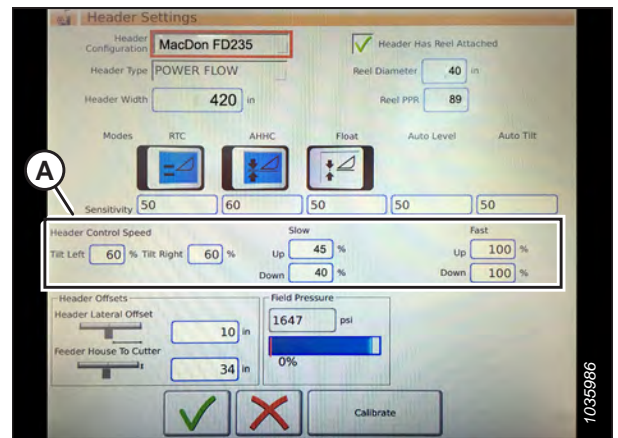 Header Settings
Header Configuration MacDon FD235 Header Has Reel Attached
Header Type POWER FLOW Reel Diameter 40 in
Header Width 420 in Reel PPR 89
Modes RTC AHHC Float Auto Level Auto Tilt
A
Sensitivity 50 60 50 50 50
Header Control Speed Slow Fast
Tilt Left 60 % Tilt Right 60 % Up 45 % Up 100 %
Down 40 % Down 100 %
Header Offsets Field Pressure
Header Lateral Offset 10 in 1647 psi
Feeder House To Cutter 34 in 0%
Calibrate
1035986